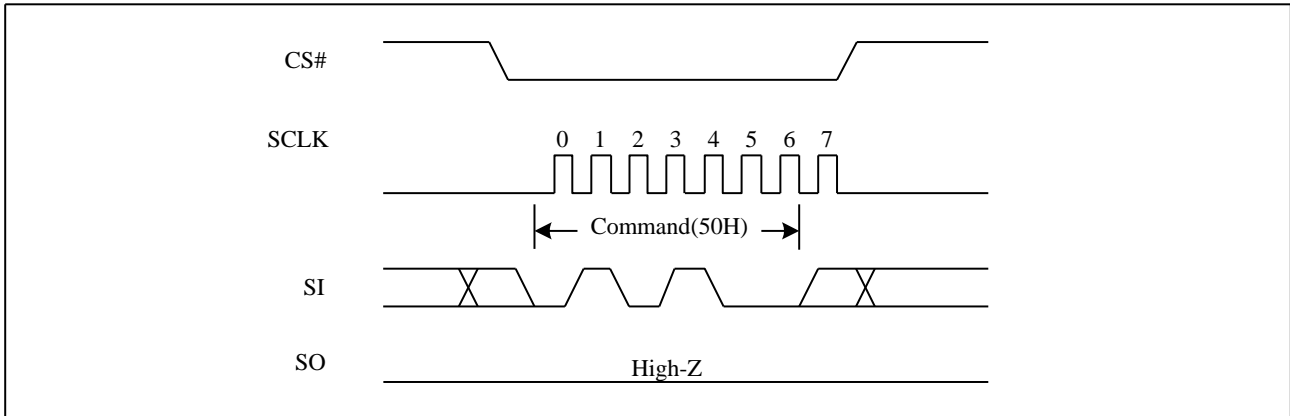 CS#
SCLK
0 1 2 3 4 5 6 7
Command(50H)
SI
SO
High-Z